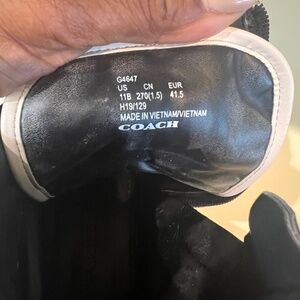 G4647
US CN EUR
11B 270(1.5) 41.5
H19/129
MADE IN VIETNAM/VIETNAM
COACH